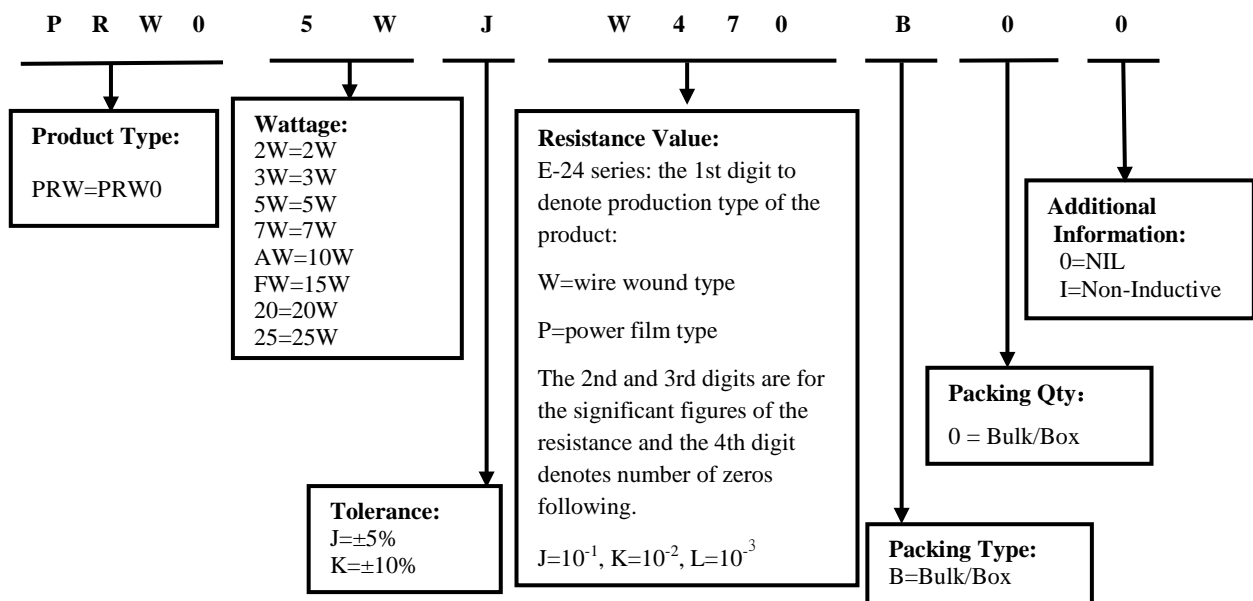 P R W 0 5 W J W 4 7 0 B 0 0
Product Type:
PRW=PRW0
Wattage:
2W=2W
3W=3W
5W=5W
7W=7W
AW=10W
FW=15W
20=20W
25=25W
Tolerance:
J=±5%
K=±10%
Resistance Value:
E-24 series: the 1st digit to
denote production type of the
product:
W=wire wound type
P=power film type
The 2nd and 3rd digits are for
the significant figures of the
resistance and the 4th digit
denotes number of zeros
following.
J=10⁻¹, K=10⁻², L=10⁻³
Packing Type:
B=Bulk/Box
Packing Qty：
0 = Bulk/Box
Additional
Information:
0=NIL
I=Non-Inductive